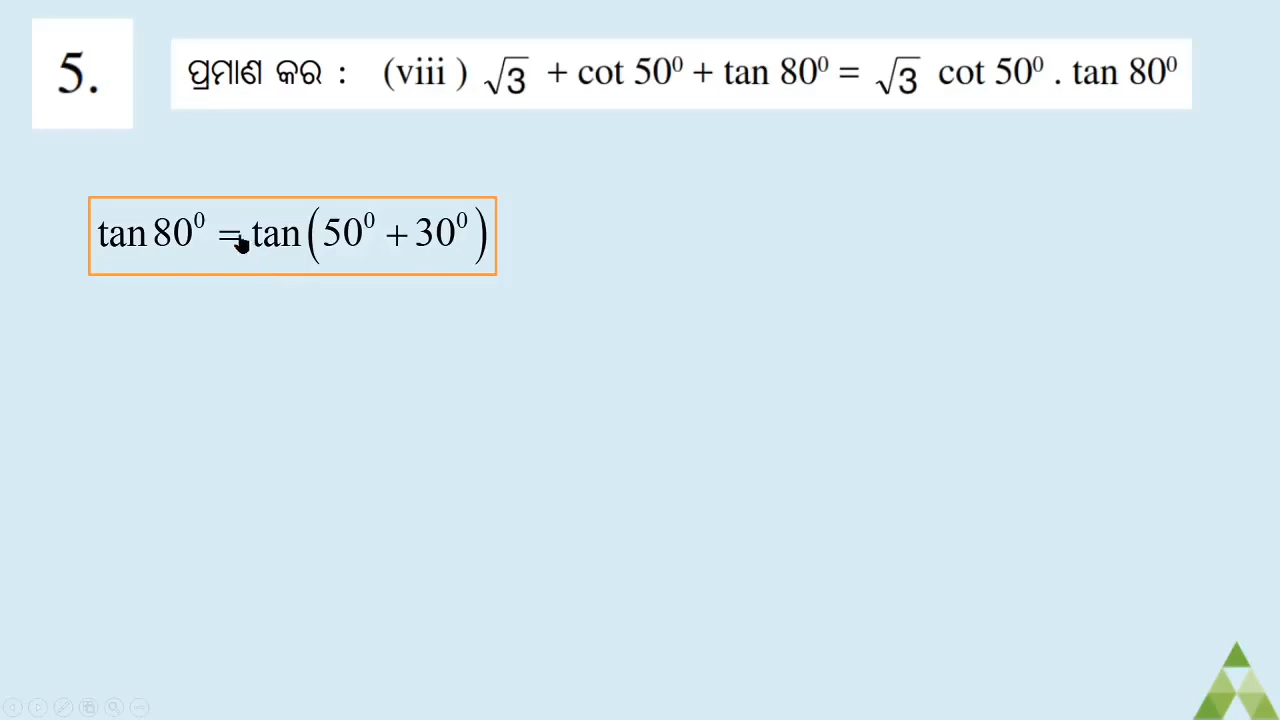 5. ପ୍ରମାଣ କର : (viii ) √3 + cot 50⁰ + tan 80⁰ = √3 cot 50⁰ . tan 80⁰
tan 80⁰ = tan(50⁰ + 30⁰)